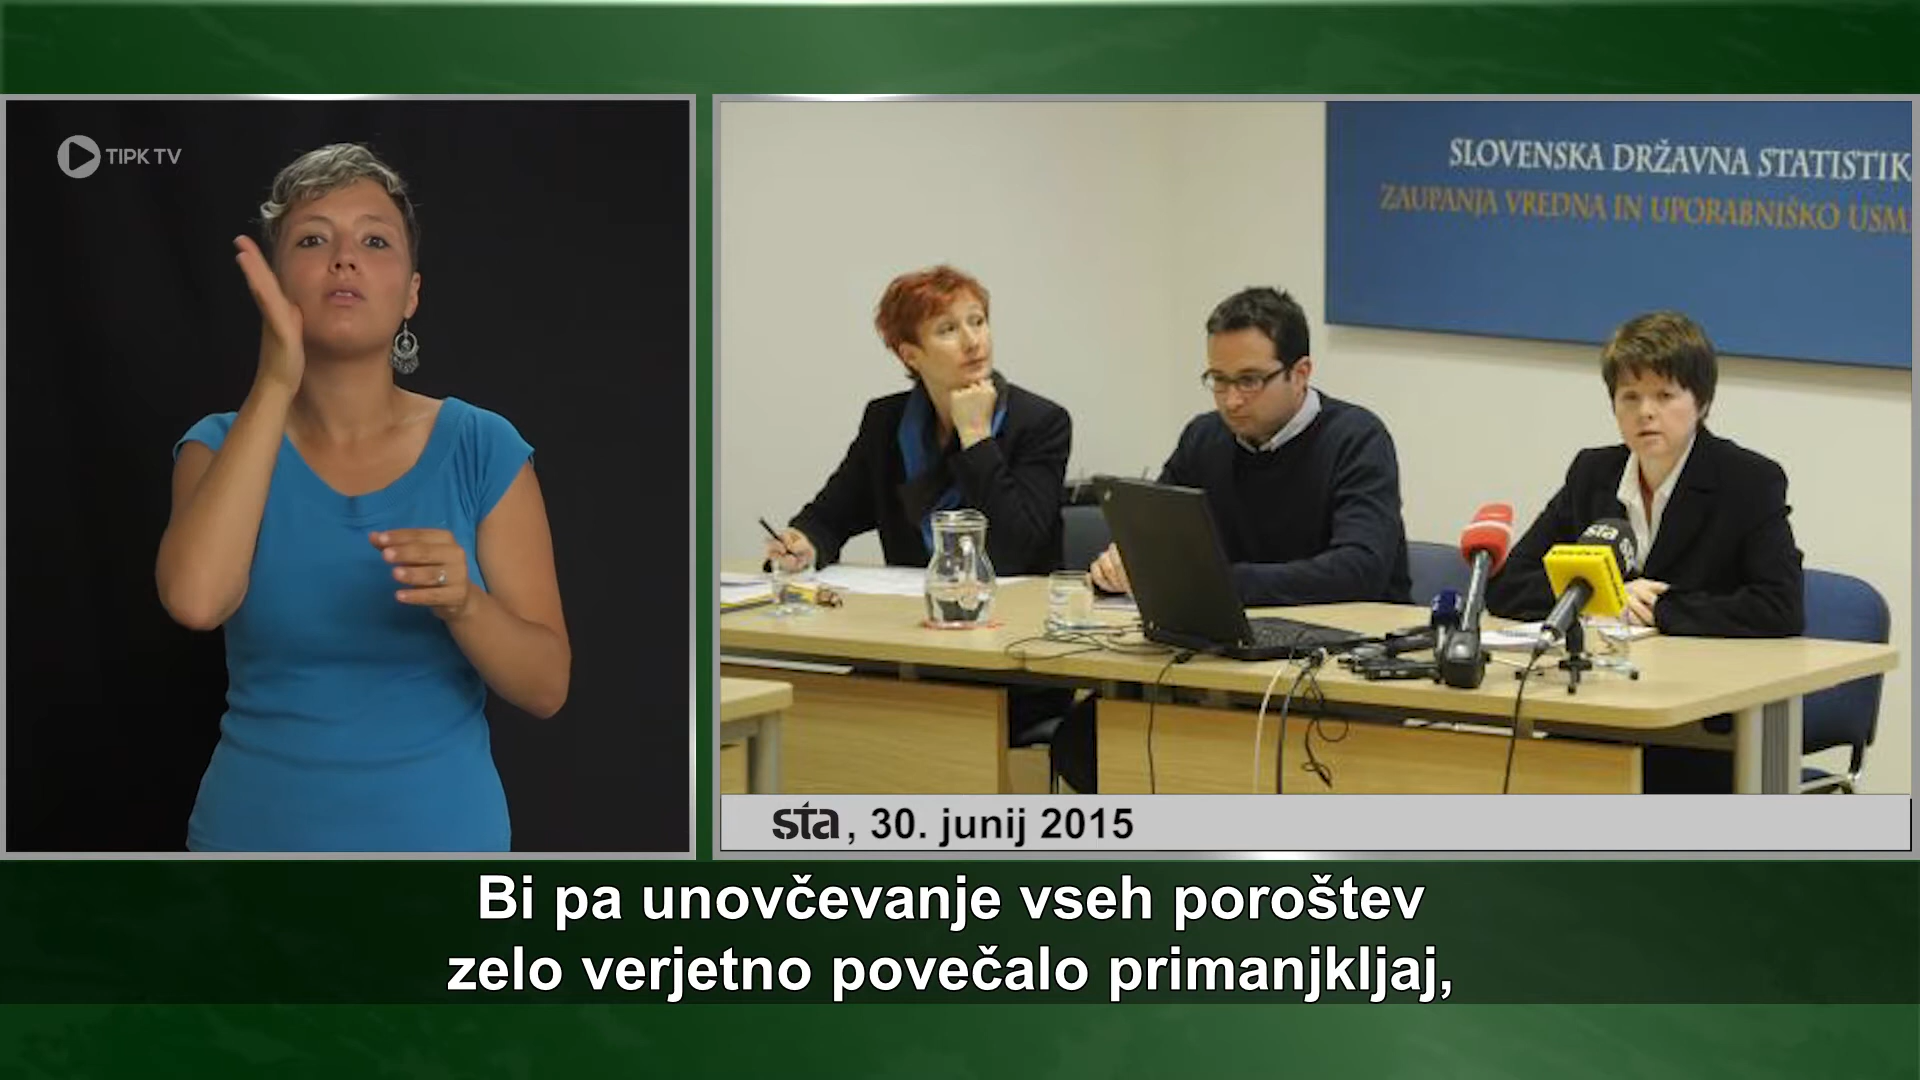 TIPK TV
SLOVENSKA DRŽAVNA STATISTIK
ZAUPANJA VREDNA IN UPORABNIŠKO USM
sta
sta, 30. junij 2015
Bi pa unovčevanje vseh poroštev
zelo verjetno povečalo primanjkljaj,